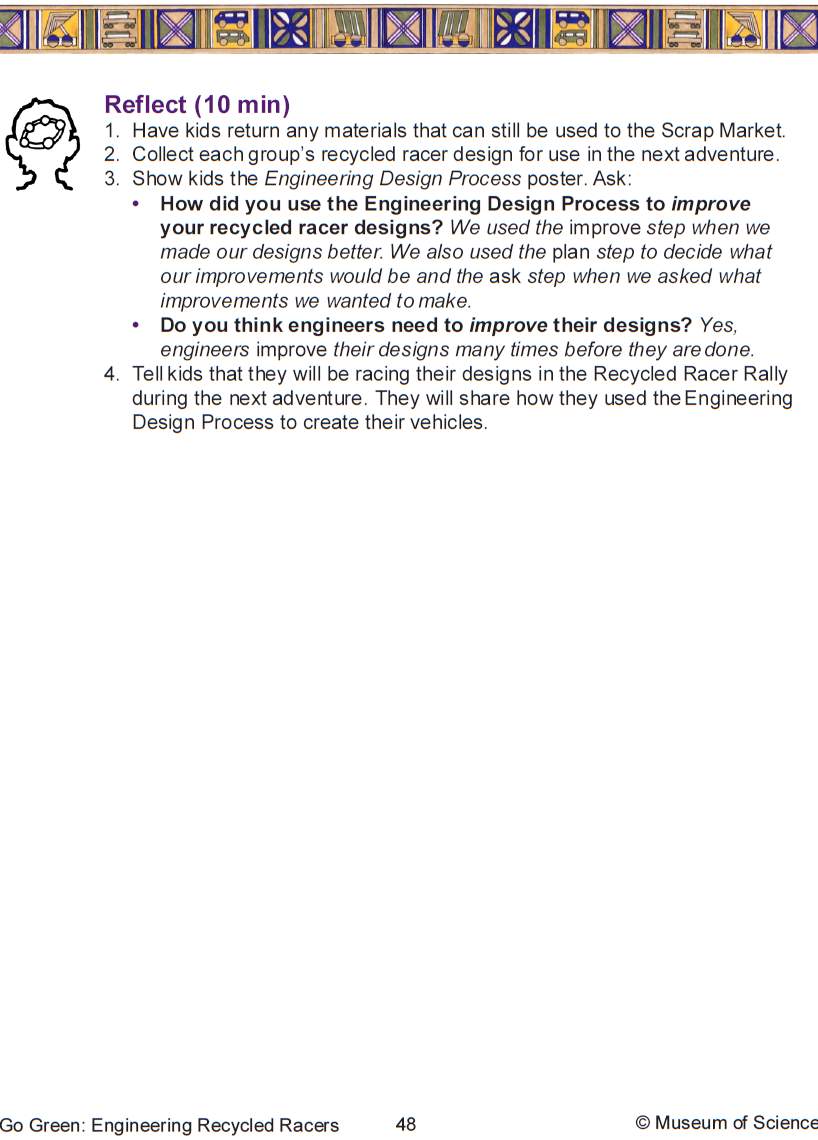 Reflect (10 min)
1. Have kids return any materials that can still be used to the Scrap Market.
2. Collect each group's recycled racer design for use in the next adventure.
3. Show kids the Engineering Design Process poster. Ask:
• How did you use the Engineering Design Process to improve
your recycled racer designs? We used the improve step when we
made our designs better. We also used the plan step to decide what
our improvements would be and the ask step when we asked what
improvements we wanted to make.
• Do you think engineers need to improve their designs? Yes,
engineers improve their designs many times before they are done.
4. Tell kids that they will be racing their designs in the Recycled Racer Rally
during the next adventure. They will share how they used the Engineering
Design Process to create their vehicles.
Go Green: Engineering Recycled Racers 48 © Museum of Science